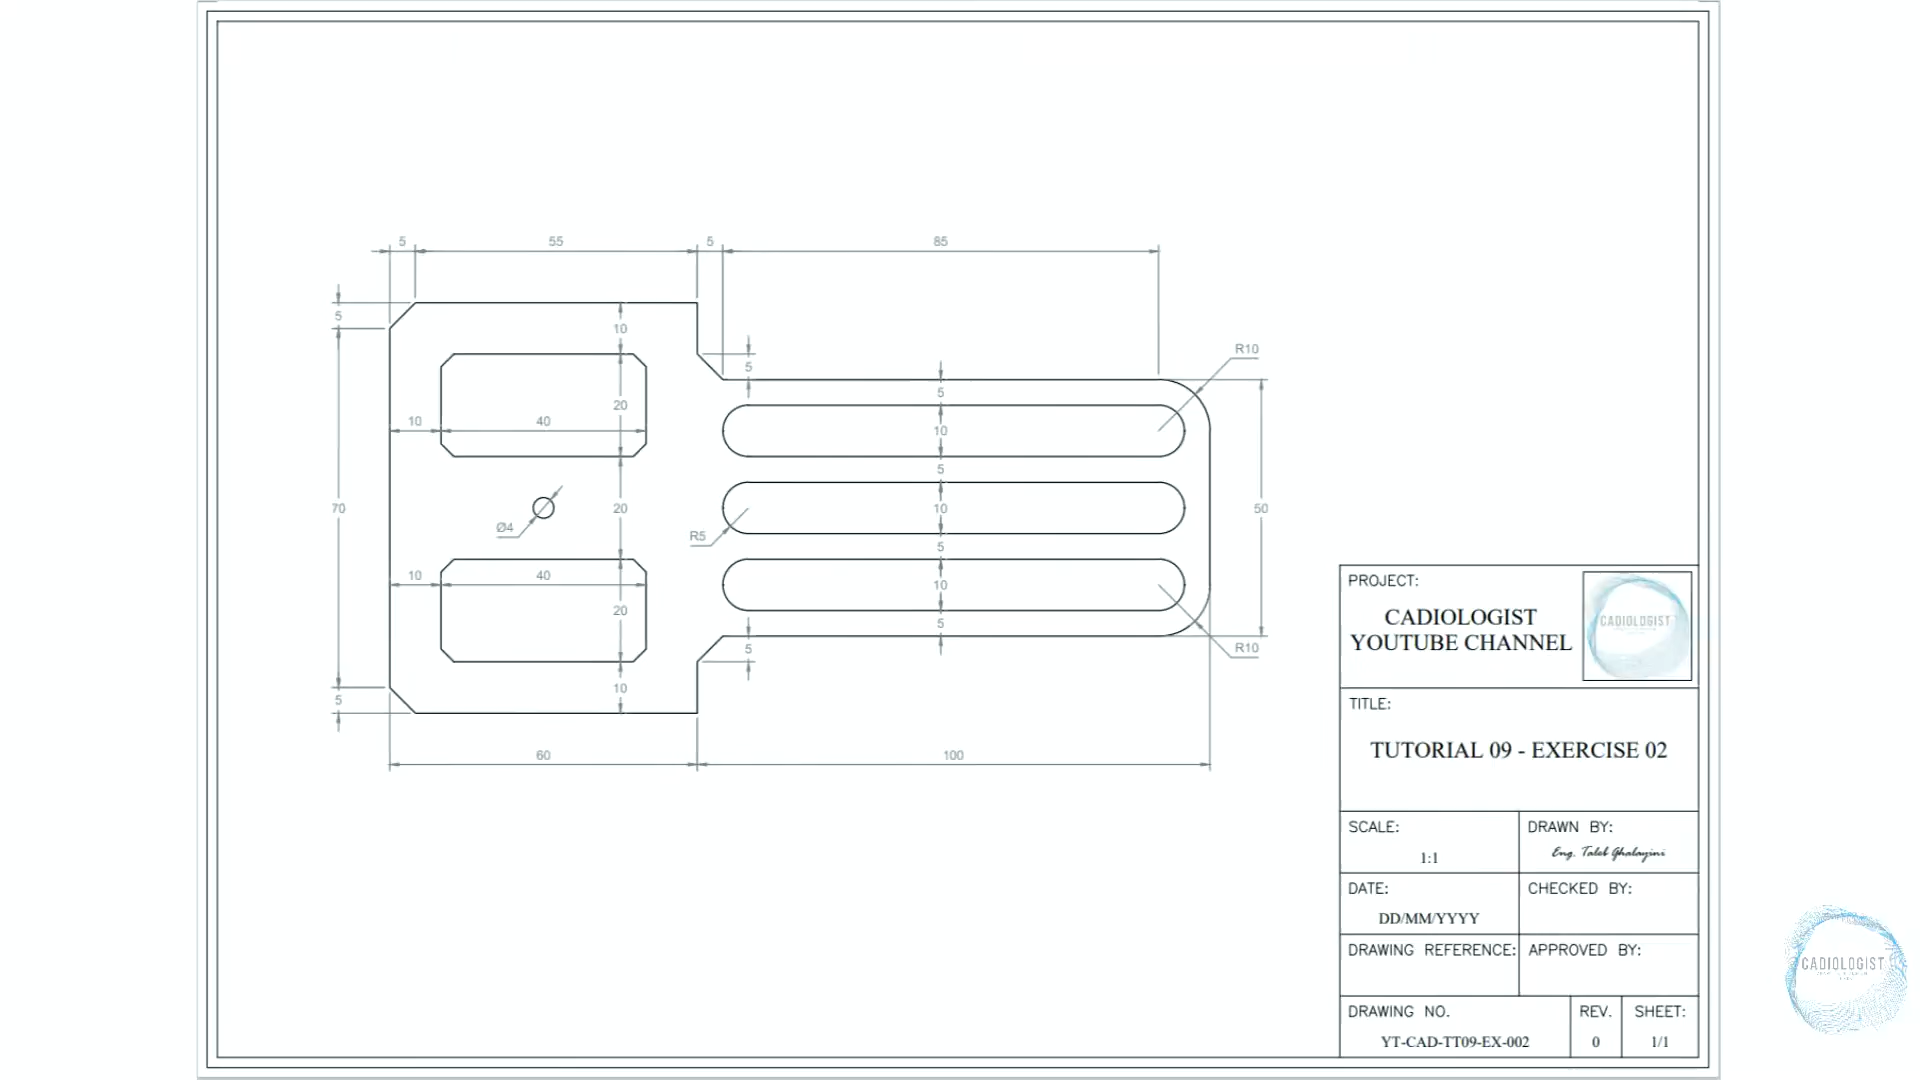 5 55 5 85
5
10
5
R10
5
20
10
10 40
10
5
70
20
10
50
Ø4
R5
5
10 40
10
20
5
5
R10
10
5
60 100
PROJECT:
CADIOLOGIST
YOUTUBE CHANNEL
CADIOLOGIST
TITLE:
TUTORIAL 09 - EXERCISE 02
SCALE:
1:1
DRAWN BY:
Eng. Taleb Ghalayini
DATE:
DD/MM/YYYY
CHECKED BY:
DRAWING REFERENCE:
APPROVED BY:
DRAWING NO.
YT-CAD-TT09-EX-002
REV.
0
SHEET:
1/1
CADIOLOGIST